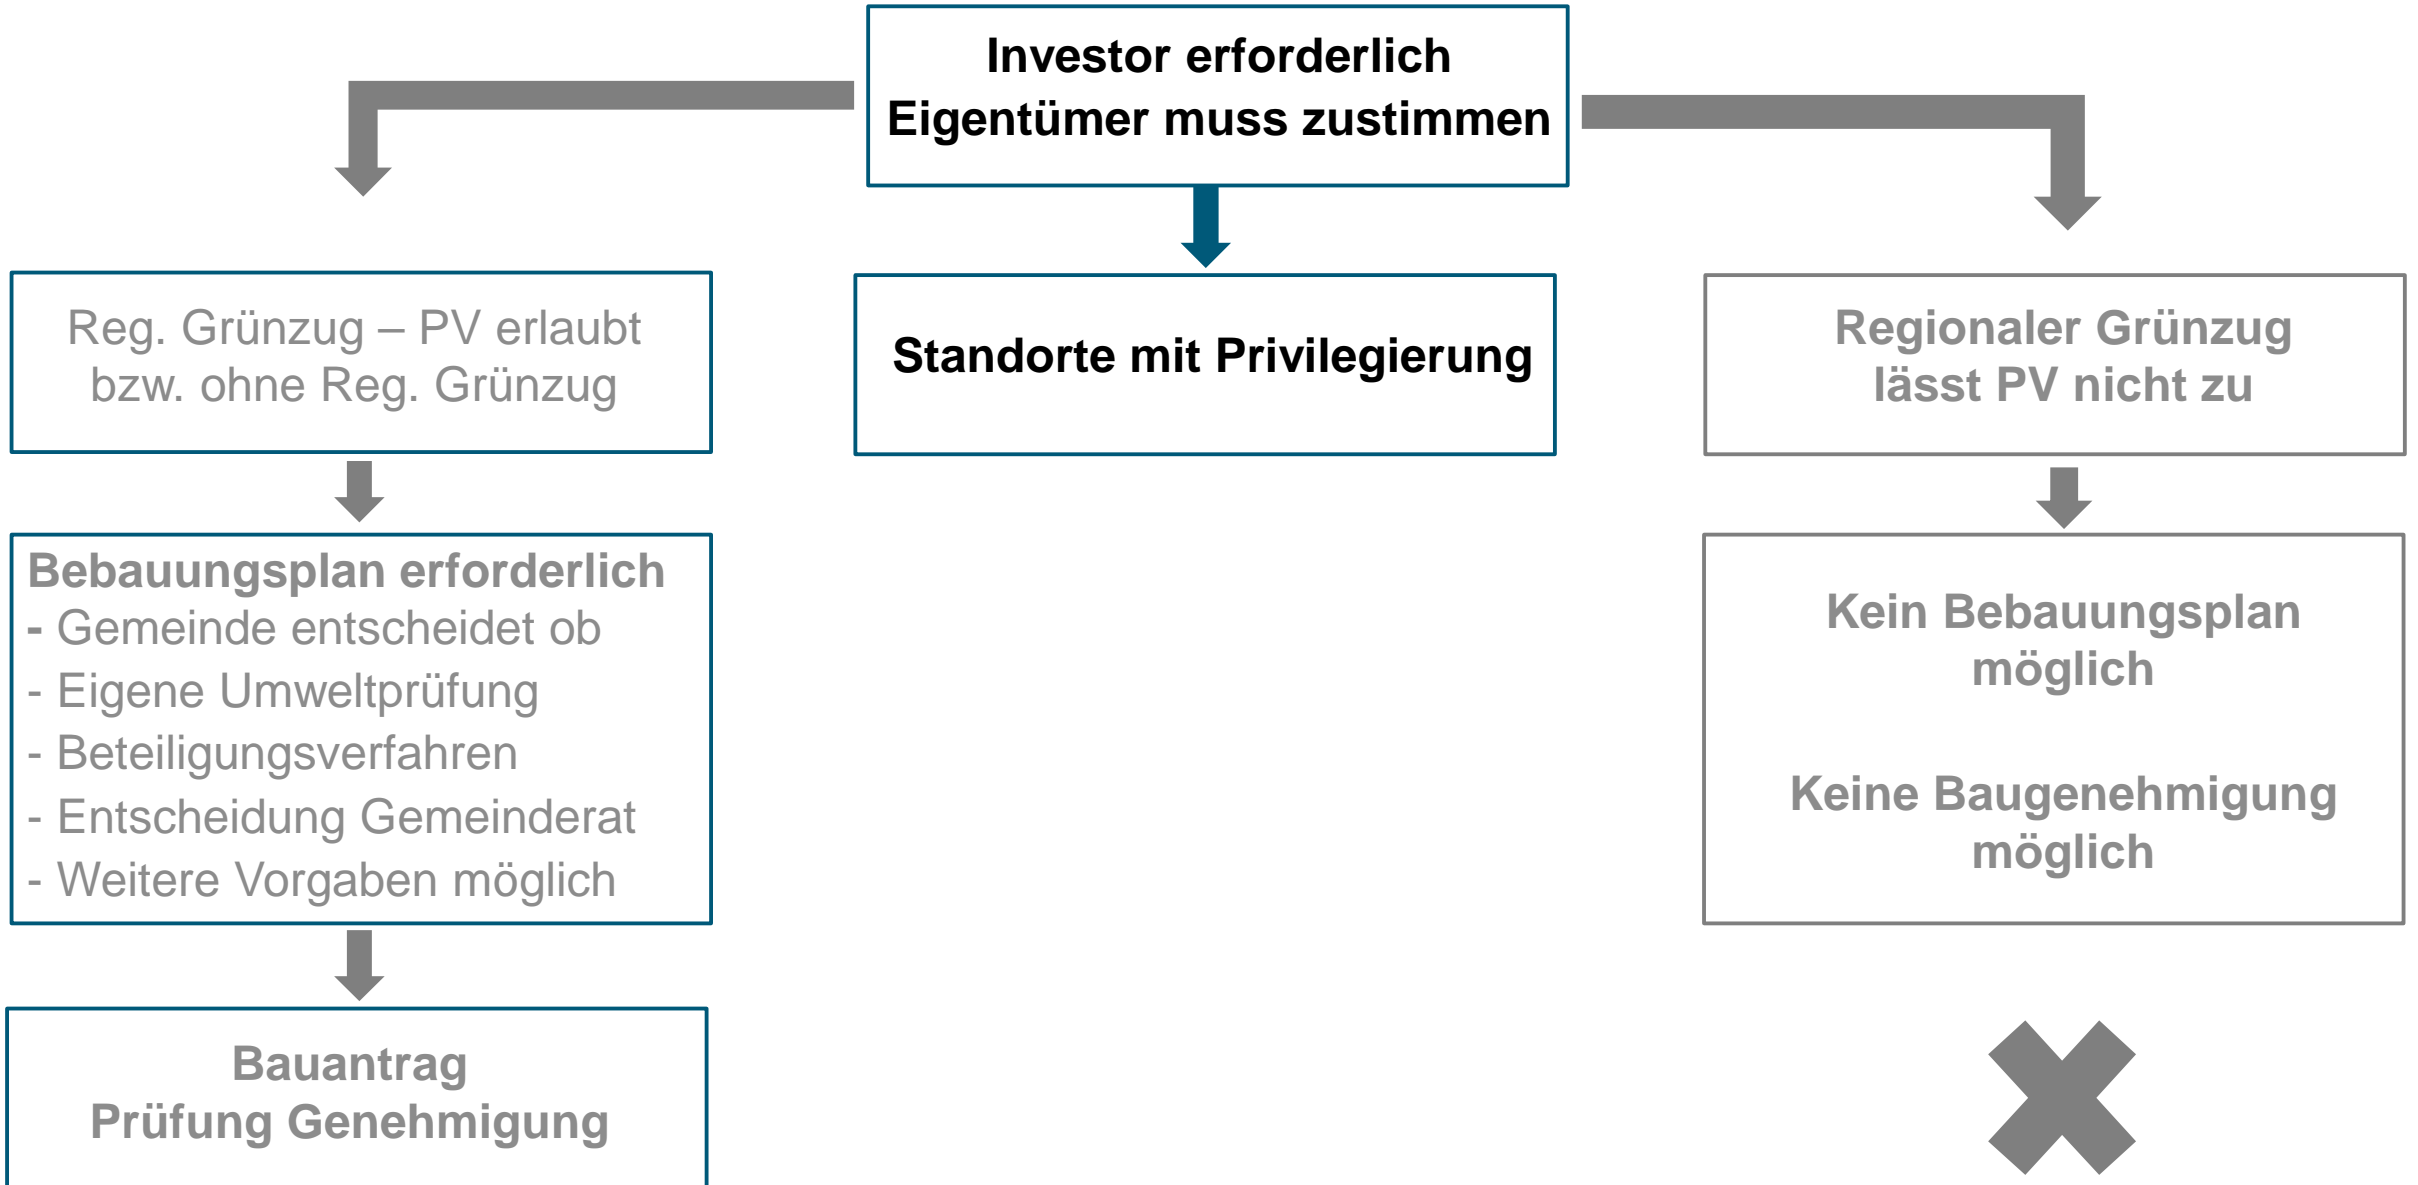 Investor erforderlich
Eigentümer muss zustimmen
Reg. Grünzug – PV erlaubt
bzw. ohne Reg. Grünzug
Standorte mit Privilegierung
Regionaler Grünzug
lässt PV nicht zu
Bebauungsplan erforderlich
- Gemeinde entscheidet ob
- Eigene Umweltprüfung
- Beteiligungsverfahren
- Entscheidung Gemeinderat
- Weitere Vorgaben möglich
Kein Bebauungsplan
möglich
Keine Baugenehmigung
möglich
Bauantrag
Prüfung Genehmigung